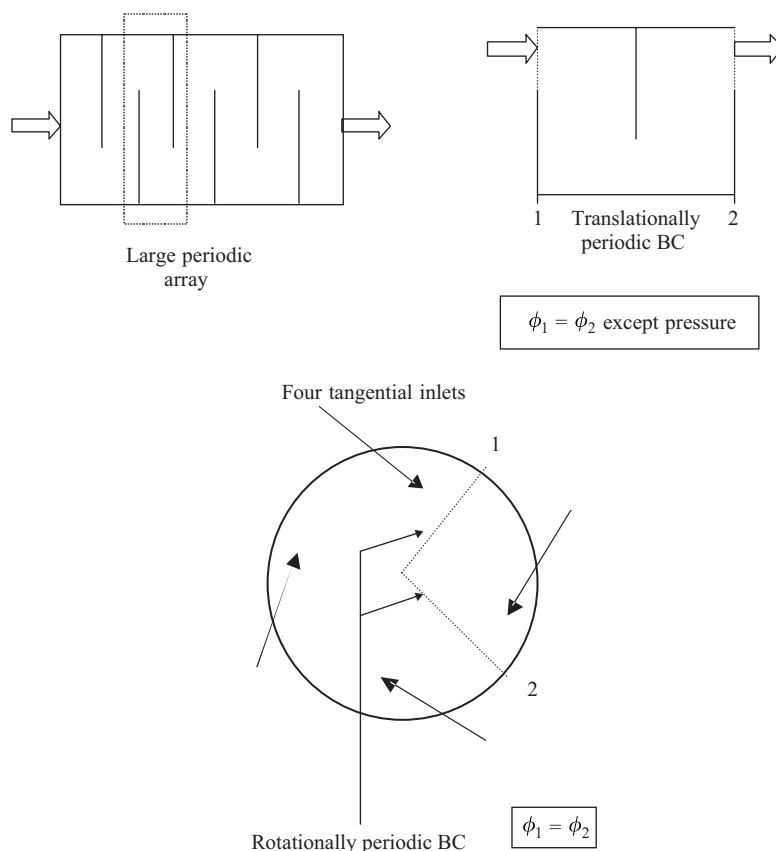 Large periodic
array
1
Translationally
periodic BC
2
ϕ₁ = ϕ₂ except pressure
Four tangential inlets
1
2
Rotationally periodic BC
ϕ₁ = ϕ₂